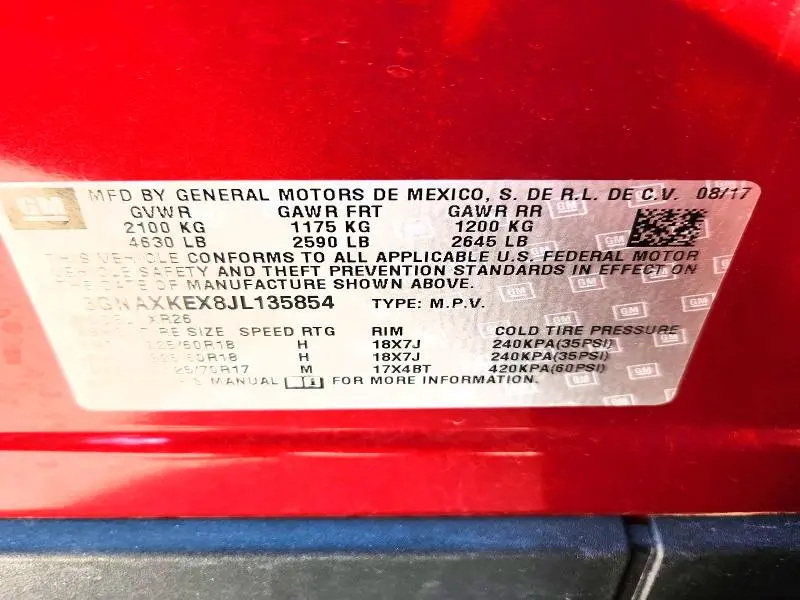 GM MFD BY GENERAL MOTORS DE MEXICO, S. DE R.L. DE C.V. 08/17
GVWR GAWR FRT GAWR RR
2100 KG 1175 KG 1200 KG
4630 LB 2590 LB 2645 LB
THIS VEHICLE CONFORMS TO ALL APPLICABLE U.S. FEDERAL MOTOR
VEHICLE SAFETY AND THEFT PREVENTION STANDARDS IN EFFECT ON
THE DATE OF MANUFACTURE SHOWN ABOVE.
3GNAXKEX8JL135854 TYPE: M.P.V.
XR26
TIRE SIZE SPEED RTG RIM COLD TIRE PRESSURE
225/60R18 H 18X7J 240KPA(35PSI)
225/60R18 H 18X7J 240KPA(35PSI)
25/70R17 M 17X4BT 420KPA(60PSI)
MANUAL FOR MORE INFORMATION.